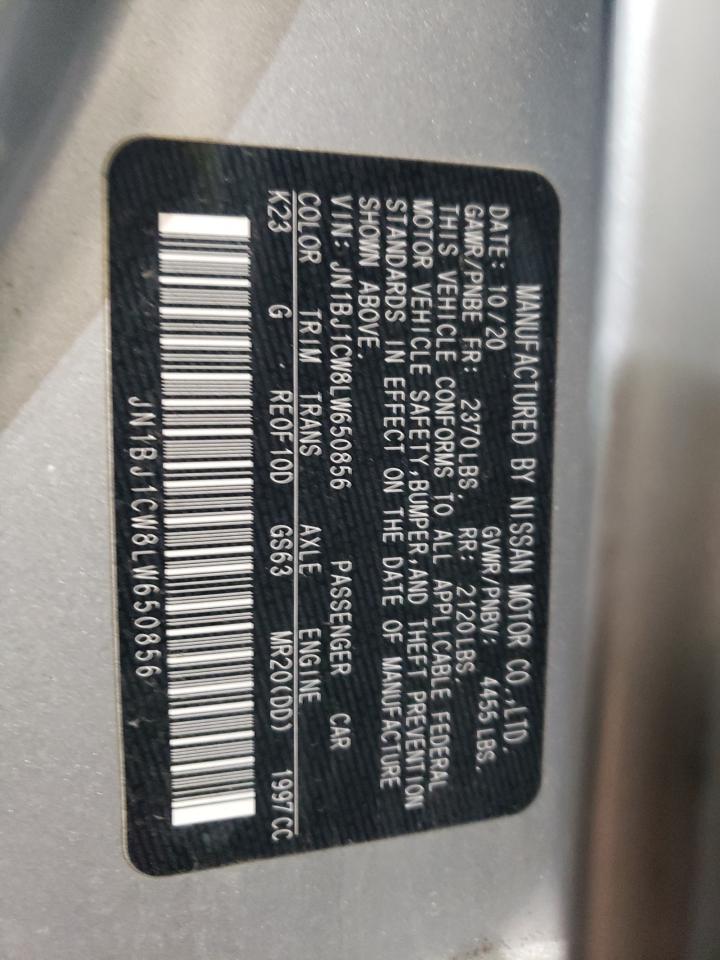 MANUFACTURED BY NISSAN MOTOR CO.,LTD.
DATE: 10/20 GVWR/PNBV: 4455 LBS.
GAWR/PNBE FR: 2370LBS. RR: 2120LBS.
THIS VEHICLE CONFORMS TO ALL APPLICABLE FEDERAL
MOTOR VEHICLE SAFETY,BUMPER,AND THEFT PREVENTION
STANDARDS IN EFFECT ON THE DATE OF MANUFACTURE
SHOWN ABOVE.
VIN: JN1BJ1CW8LW650856 PASSENGER CAR
COLOR TRIM TRANS AXLE ENGINE
K23 G REOF10D GS63 MR20(DD) 1997CC
JN1BJ1CW8LW650856